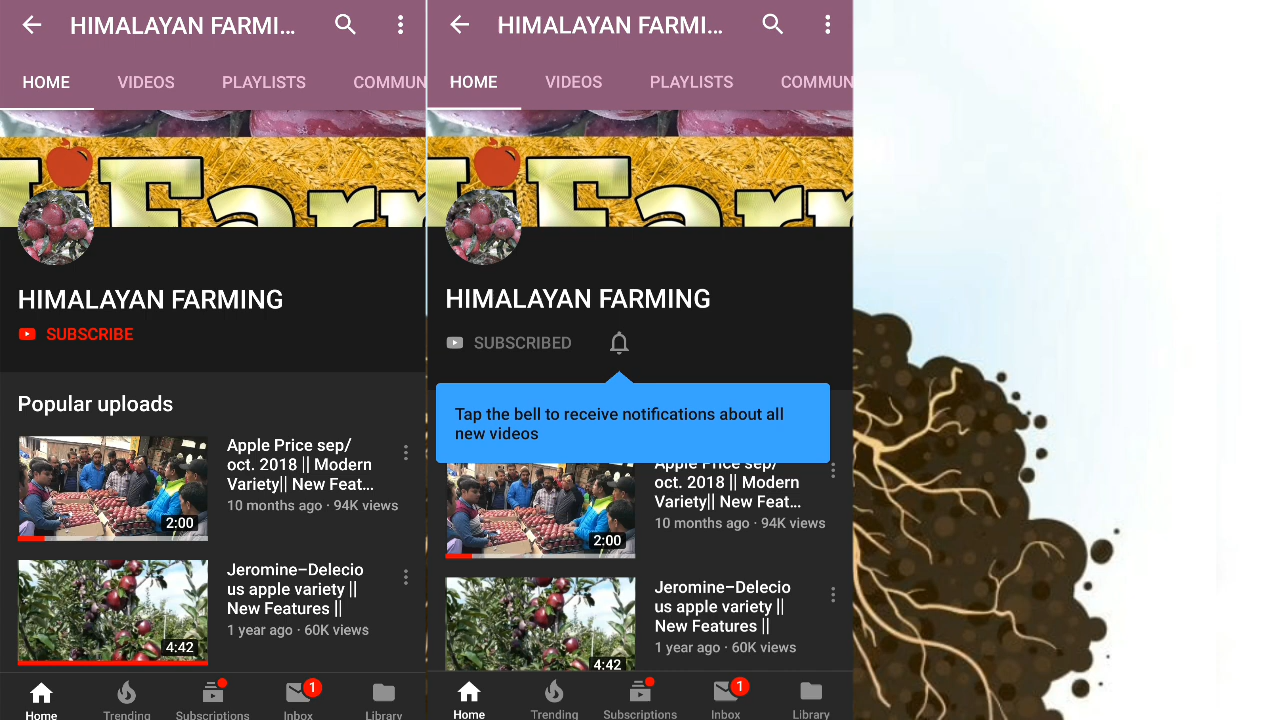 HIMALAYAN FARMI...
HOME VIDEOS PLAYLISTS COMMUN
Farm
HIMALAYAN FARMING
SUBSCRIBE
Popular uploads
Apple Price sep/
oct. 2018 || Modern
Variety|| New Feat...
10 months ago · 94K views
2:00
Jeromine–Delecio
us apple variety ||
New Features ||
1 year ago · 60K views
4:42
Home Trending Subscriptions Inbox Library
1
HIMALAYAN FARMI...
HOME VIDEOS PLAYLISTS COMMUN
Farm
HIMALAYAN FARMING
SUBSCRIBED
Tap the bell to receive notifications about all
new videos
Apple Price sep/
oct. 2018 || Modern
Variety|| New Feat...
10 months ago · 94K views
2:00
Jeromine–Delecio
us apple variety ||
New Features ||
1 year ago · 60K views
4:42
Home Trending Subscriptions Inbox Library
1